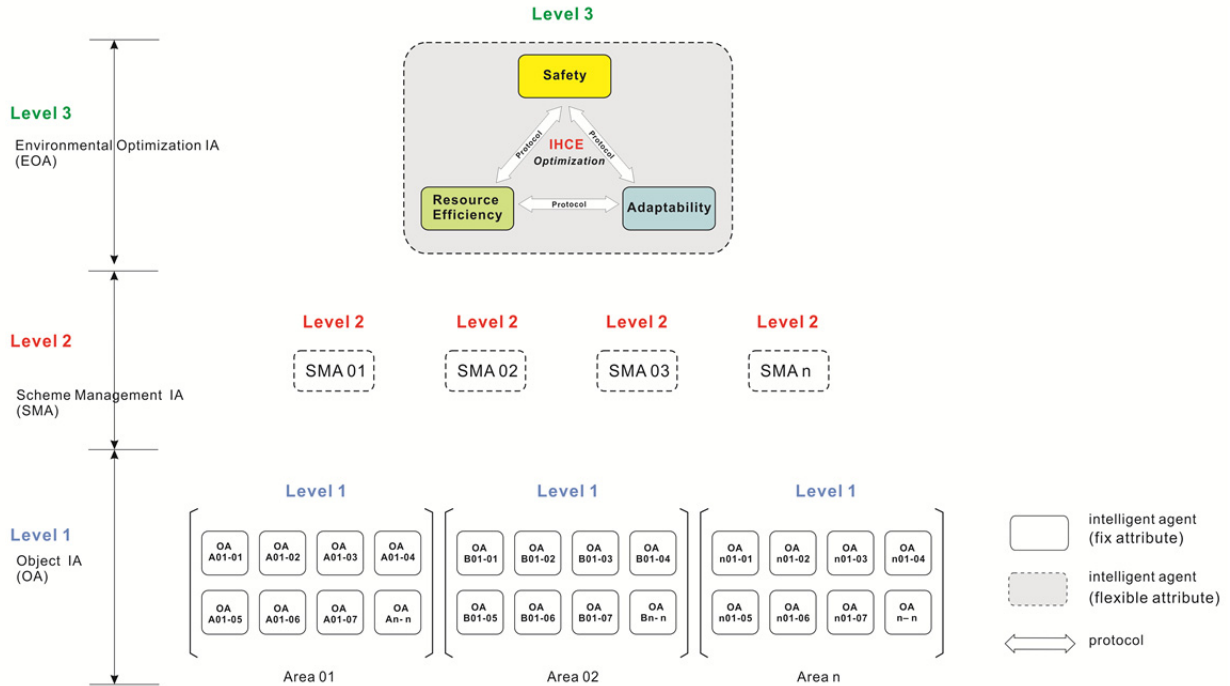 Level 3
Safety
Level 3
Environmental Optimization IA
(EOA)
Protocol
Protocol
IHCE
Optimization
Resource
Efficiency
Protocol
Adaptability
Level 2
Level 2
Level 2
Level 2
Level 2
SMA 01
SMA 02
SMA 03
SMA n
Scheme Management IA
(SMA)
Level 1
Level 1
Level 1
Level 1
Object IA
(OA)
OA
A01-01
OA
A01-02
OA
A01-03
OA
A01-04
OA
A01-05
OA
A01-06
OA
A01-07
OA
An- n
Area 01
OA
B01-01
OA
B01-02
OA
B01-03
OA
B01-04
OA
B01-05
OA
B01-06
OA
B01-07
OA
Bn- n
Area 02
OA
n01-01
OA
n01-02
OA
n01-03
OA
n01-04
OA
n01-05
OA
n01-06
OA
n01-07
OA
n– n
Area n
intelligent agent
(fix attribute)
intelligent agent
(flexible attribute)
protocol